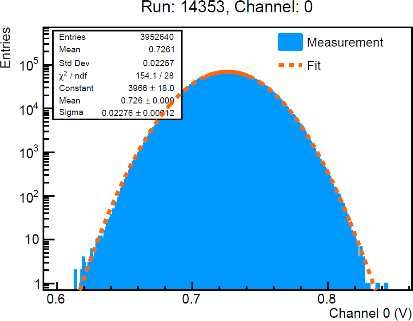 Run: 14353, Channel: 0
Entries
Entries 3952640
Mean 0.7261
Std Dev 0.02267
χ² / ndf 154.1 / 28
Constant 3966 ± 18.0
Mean 0.726 ± 0.000
Sigma 0.02276 ± 0.00012
Measurement
Fit
10⁵
10⁴
10³
10²
10
1
0.6 0.7 0.8
Channel 0 (V)